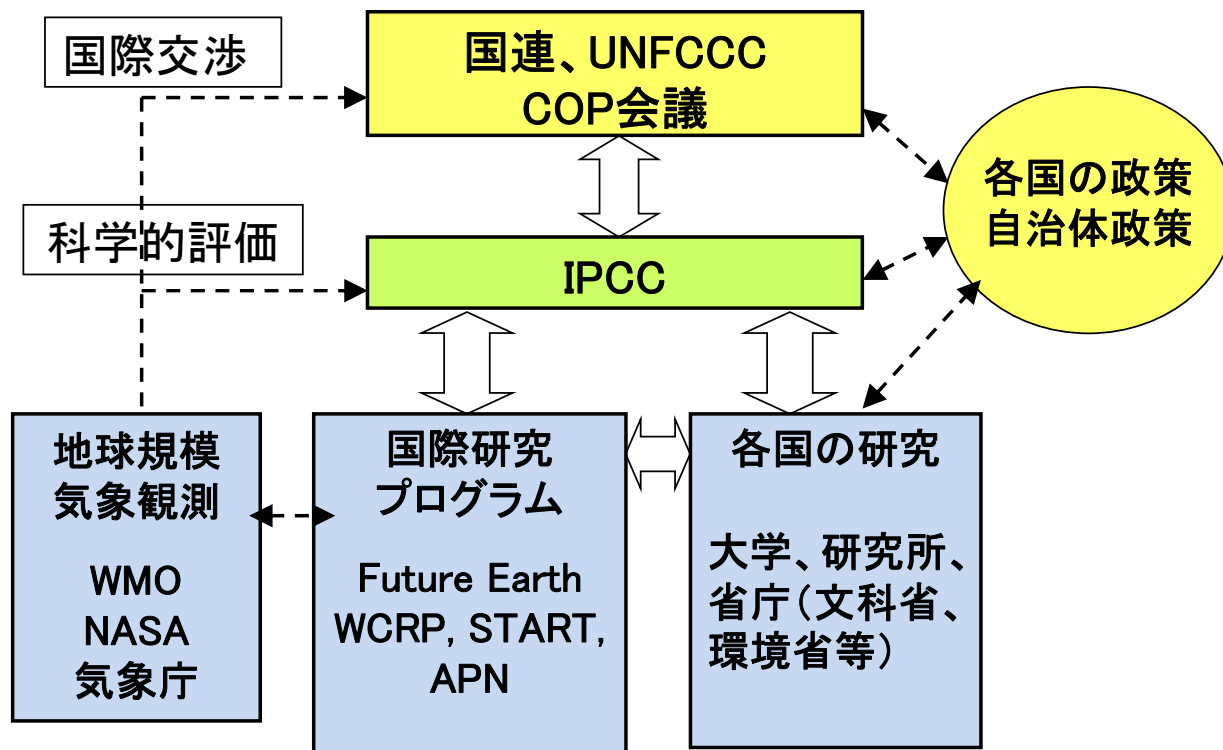 国際交渉
国連、UNFCCC
COP会議
各国の政策
自治体政策
科学的評価
IPCC
地球規模
気象観測
WMO
NASA
気象庁
国際研究
プログラム
Future Earth
WCRP, START,
APN
各国の研究
大学、研究所、
省庁（文科省、
環境省等）